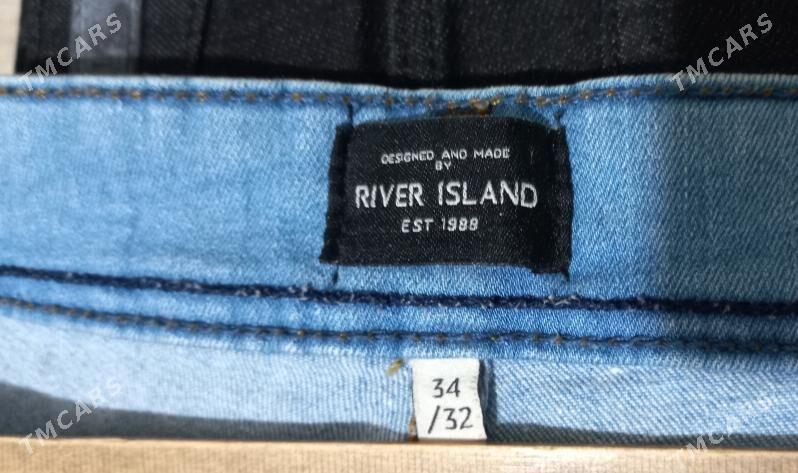 TMCARS
TMCARS
DESIGNED AND MADE
BY
RIVER ISLAND
EST 1988
34
/32
TMCARS
TMCARS